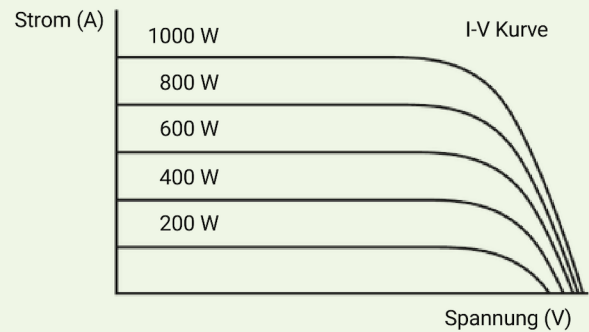 Strom (A)
I-V Kurve
1000 W
800 W
600 W
400 W
200 W
Spannung (V)